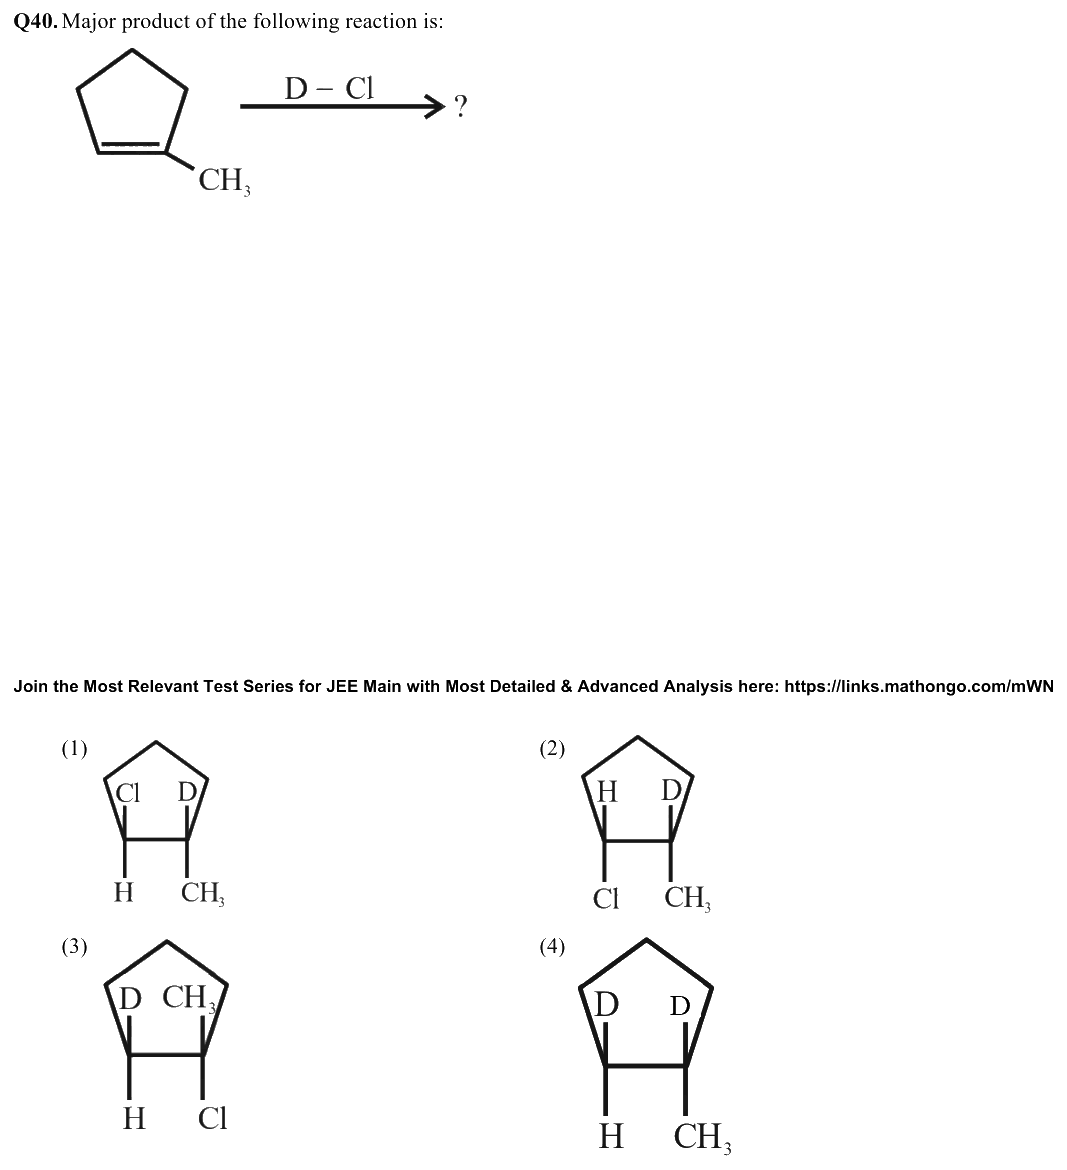 Q40. Major product of the following reaction is:
D – Cl
?
CH₃
Join the Most Relevant Test Series for JEE Main with Most Detailed & Advanced Analysis here: https://links.mathongo.com/mWN
(1)
Cl D
H CH₃
(2)
H D
Cl CH₃
(3)
D CH₃
H Cl
(4)
D D
H CH₃